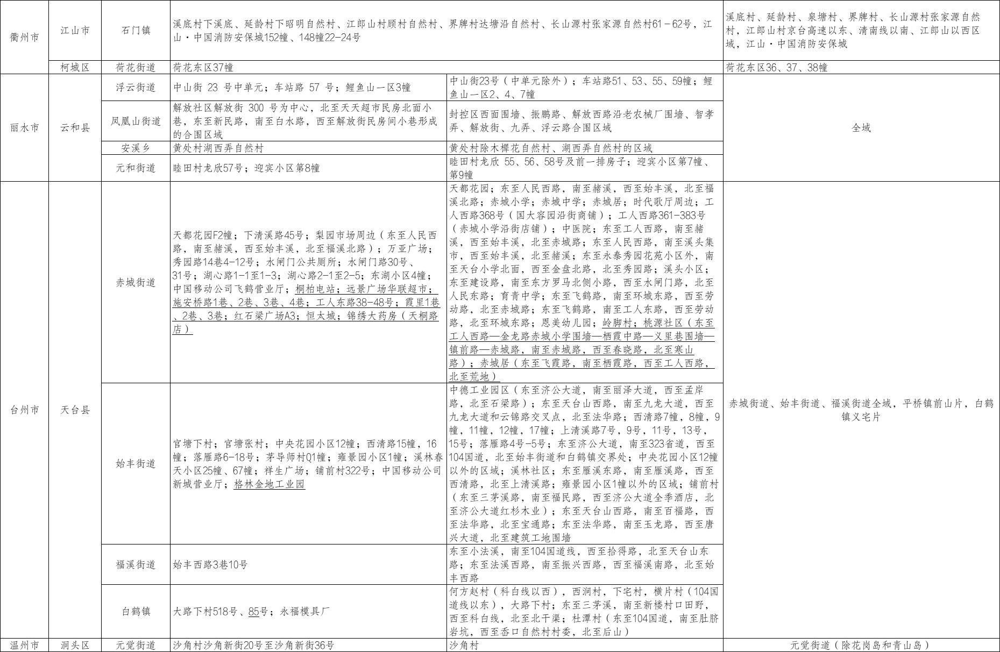 衢州市
江山市
石门镇
溪底村下溪底、延龄村下昭明自然村、江郎山村顾村自然村、界牌村达塘沿自然村、长山源村张家源自然村61-62号，江
山·中国消防安保城152幢、148幢22-24号
溪底村、延龄村、泉塘村、界牌村、长山源村张家源自然
村，江郎山村京台高速以东、清南线以南、江郎山以西区
域，江山·中国消防安保城
柯城区
荷花街道
荷花东区37幢
荷花东区36、37、38幢
丽水市
云和县
浮云街道
中山街 23 号中单元；车站路 57 号；鲤鱼山一区3幢
中山街23号（中单元除外）；车站路51、53、55、59幢；鲤
鱼山一区2、4、7幢
全域
凤凰山街道
解放社区解放街 300 号为中心，北至天天超市民房北面小
巷，东至新民路，南至白水路，西至解放街民房间小巷形成
的合围区域
封控区西面围墙、振鹏路、解放西路沿老农械厂围墙、智孝
弄、解放街、九弄、浮云路合围区域
安溪乡
黄处村湖西弄自然村
黄处村除木樨花自然村、湖西弄自然村的区域
元和街道
睦田村龙欣57号；迎宾小区第8幢
睦田村龙欣 55、56、58号及前一排房子；迎宾小区第7幢、
第9幢
台州市
天台县
赤城街道
天都花园F2幢；下清溪路45号；梨园市场周边（东至人民西
路，南至赭溪，西至始丰溪，北至福溪北路）；万亚广场；
秀园路14巷4-12号；水闸门公共厕所；水闸门路30号、
31号；湖心路1-1至1-3；湖心路2-1至2-5；东湖小区4幢；
中国移动公司飞鹤营业厅；桐柏电站；远景广场华联超市；
施安桥路1巷、2巷、3巷、4巷；工人东路38-48号；霞里1巷
、2巷、3巷；红石梁广场A3；恒太城；锦绣大药房（天桐路
店）
天都花园；东至人民西路，南至赭溪，西至始丰溪，北至福
溪北路；赤城小学；赤城中学；赤城居；时代歌厅周边；工
人西路368号（国大容园沿街商铺）；工人西路361-383号
（赤城小学沿街店铺）；中医院；东至工人西路，南至赭
溪，西至始丰溪，北至赤城路；东至人民西路，南至溪头集
市，西至始丰溪，北至赭溪；东至永泰秀园花苑小区外，南
至天台小学北面，西至金盘北路，北至秀园路；溪头小区；
东至建设路，南至东方罗马北侧小路，西至水闸门路，北至
人民东路；育青中学；东至飞鹤路，南至环城东路，西至劳
动路，北至赤城路；东至飞鹤路，南至工人东路，西至劳动
路，北至环城东路；恩美幼儿园；岭脚村；桃源社区（东至
工人西路—金龙路赤城小学围墙—栖霞中路—义里巷围墙—
镇前路—赤城路，南至赤城路，西至春晓路，北至寒山
路）；赤城居（东至飞霞路，南至栖霞路，西至工人西路，
北至荒地）
赤城街道、始丰街道、福溪街道全域，平桥镇前山片，白鹤
镇义宅片
始丰街道
官塘下村；官塘张村；中央花园小区12幢；西清路15幢，16
幢；落雁路6-18号；茅导师村Q1幢；雍景园小区1幢；溪林春
天小区25幢、67幢；祥生广场；铺前村322号；中国移动公司
新城营业厅；格林金地工业园
中德工业园区（东至济公大道，南至丽泽大道，西至孟岸
路，北至石梁路）；东至天台山西路，南至九龙大道，西至
九龙大道和云锦路交叉点，北至法华路；西清路7幢，8幢，9
幢，11幢，12幢，17幢；上清溪路7号，9号，11号，13号，
15号；落雁路4号-5号；东至济公大道，南至323省道，西至
104国道，北至始丰街道和白鹤镇交界处；中央花园小区12幢
以外的区域；溪林社区；东至雁溪东路，南至雁溪路，西至
西清路，北至上清溪路；雍景园小区1幢以外的区域；铺前村
（东至三茅溪路，南至福民路，西至济公大道全季酒店，北
至济公大道红杉木业）；东至天台山西路，南至百福路，西
至法华路，北至宝通路；东至法华路，南至玉龙路，西至唐
兴大道，北至建筑工地围墙
福溪街道
始丰西路3巷10号
东至小法溪，南至104国道线，西至拾得路，北至天台山东
路；东至法溪西路，南至振兴西路，西至福溪南路，北至始
丰西路
白鹤镇
大路下村518号、85号；永福模具厂
何方赵村（科白线以西），西涧村，下宅村，横片村（104国
道线以东），大路下村；东至三茅溪，南至新楼村口田野，
西至科白线，北至北干渠；杜潭村（东至104国道，南至肚脐
岩坑，西至岙口自然村村委，北至后山）
温州市
洞头区
元觉街道
沙角村沙角新街20号至沙角新街36号
沙角村
元觉街道（除花岗岛和青山岛）